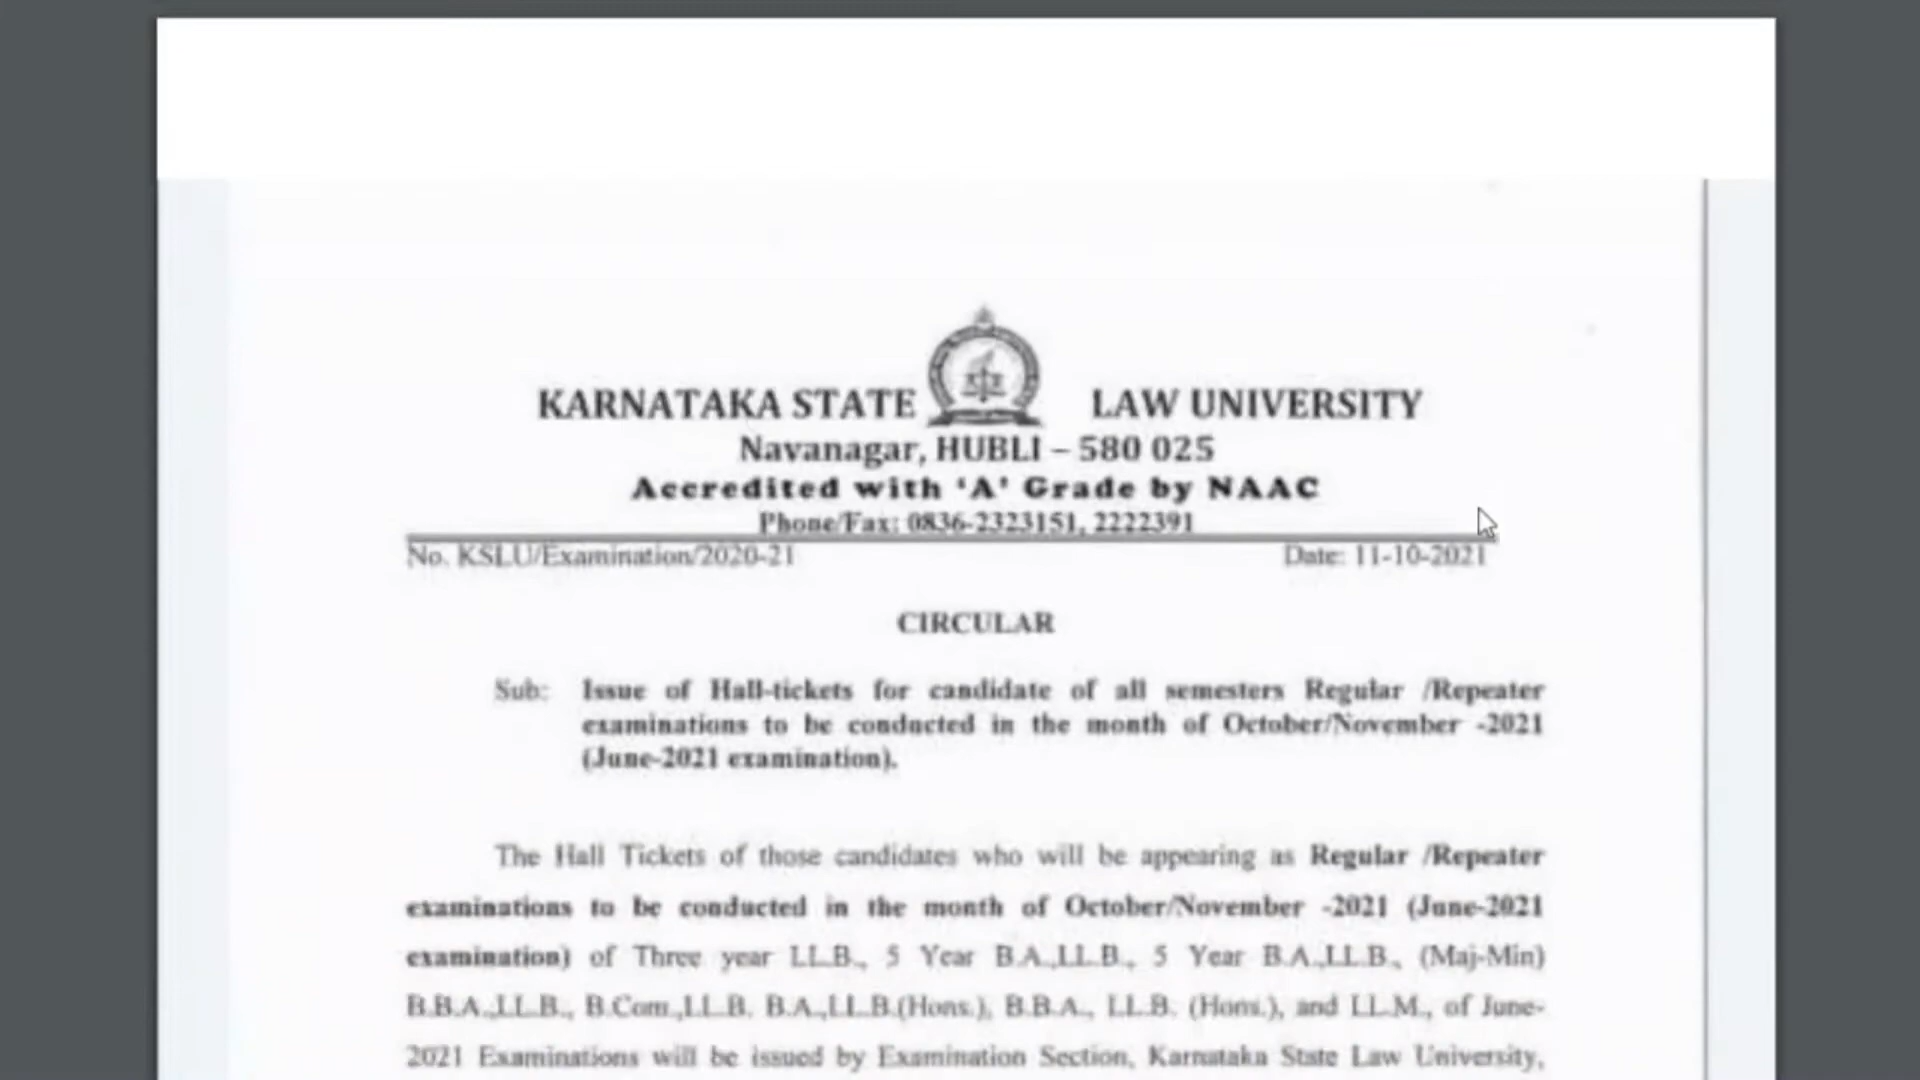 KARNATAKA STATE LAW UNIVERSITY
Navanagar, HUBLI – 580 025
Accredited with ‘A’ Grade by NAAC
Phone/Fax: 0836-2323151, 2222391
No. KSLU/Examination/2020-21 Date: 11-10-2021
CIRCULAR
Sub: Issue of Hall-tickets for candidate of all semesters Regular /Repeater
examinations to be conducted in the month of October/November -2021
(June-2021 examination).
The Hall Tickets of those candidates who will be appearing as Regular /Repeater
examinations to be conducted in the month of October/November -2021 (June-2021
examination) of Three year LL.B., 5 Year B.A.,LL.B., 5 Year B.A.,LL.B., (Maj-Min)
B.B.A.,LL.B., B.Com.,LL.B. B.A.,LL.B.(Hons.), B.B.A., LL.B. (Hons.), and LL.M., of June-
2021 Examinations will be issued by Examination Section, Karnataka State Law University,